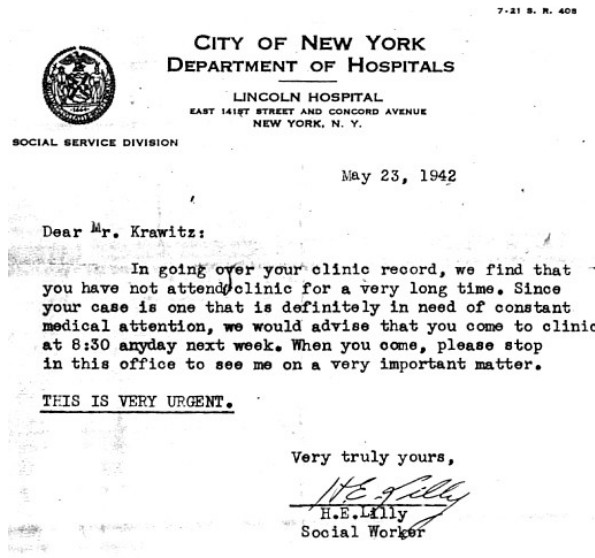 7-21 S. R. 408
CITY OF NEW YORK
DEPARTMENT OF HOSPITALS
LINCOLN HOSPITAL
EAST 141ST STREET AND CONCORD AVENUE
NEW YORK, N. Y.
SOCIAL SERVICE DIVISION
May 23, 1942
Dear Mr. Krawitz:
In going over your clinic record, we find that
you have not attend clinic for a very long time. Since
your case is one that is definitely in need of constant
medical attention, we would advise that you come to clinic
at 8:30 anyday next week. When you come, please stop
in this office to see me on a very important matter.
THIS IS VERY URGENT.
Very truly yours,
H.E. Lilly
H.E.Lilly
Social Worker